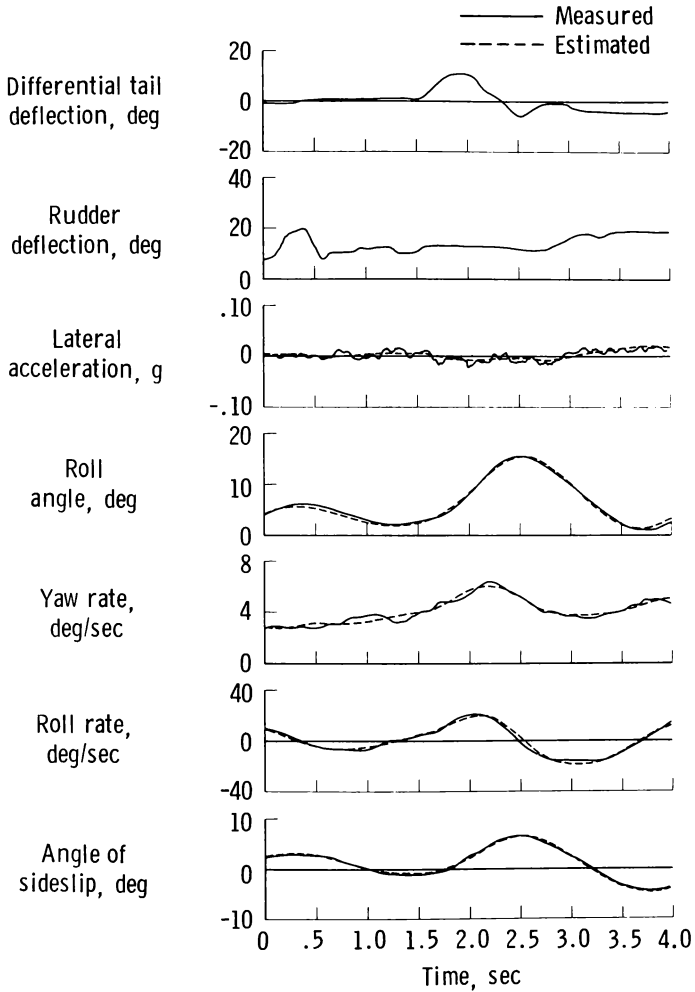 Measured
Estimated
Differential tail
deflection, deg
20
0
-20
Rudder
deflection, deg
40
20
0
Lateral
acceleration, g
.10
0
-.10
Roll
angle, deg
20
10
0
Yaw rate,
deg/sec
8
4
0
Roll rate,
deg/sec
40
0
-40
Angle of
sideslip, deg
10
0
-10
0 .5 1.0 1.5 2.0 2.5 3.0 3.5 4.0
Time, sec